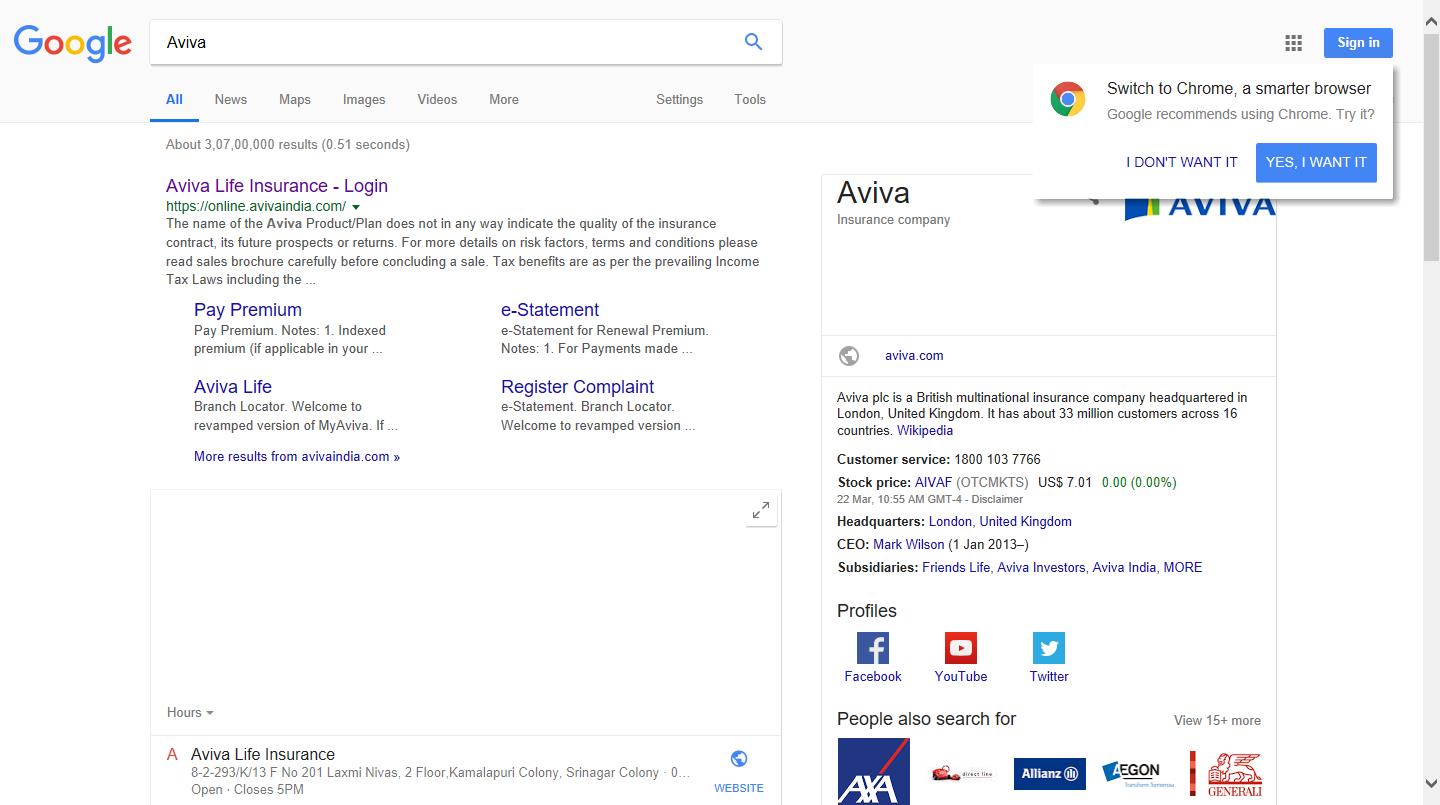 Google
Aviva
Sign in
All News Maps Images Videos More Settings Tools
Switch to Chrome, a smarter browser
Google recommends using Chrome. Try it?
I DON'T WANT IT YES, I WANT IT
About 3,07,00,000 results (0.51 seconds)
Aviva Life Insurance - Login
https://online.avivaindia.com/
The name of the Aviva Product/Plan does not in any way indicate the quality of the insurance
contract, its future prospects or returns. For more details on risk factors, terms and conditions please
read sales brochure carefully before concluding a sale. Tax benefits are as per the prevailing Income
Tax Laws including the ...
Pay Premium
Pay Premium. Notes: 1. Indexed
premium (if applicable in your ...
e-Statement
e-Statement for Renewal Premium.
Notes: 1. For Payments made ...
Aviva Life
Branch Locator. Welcome to
revamped version of MyAviva. If ...
Register Complaint
e-Statement. Branch Locator.
Welcome to revamped version ...
More results from avivaindia.com »
Hours
A Aviva Life Insurance
8-2-293/K/13 F No 201 Laxmi Nivas, 2 Floor,Kamalapuri Colony, Srinagar Colony · 0...
Open · Closes 5PM
WEBSITE
Aviva
Insurance company
AVIVA
aviva.com
Aviva plc is a British multinational insurance company headquartered in
London, United Kingdom. It has about 33 million customers across 16
countries. Wikipedia
Customer service: 1800 103 7766
Stock price: AIVAF (OTCMKTS) US$ 7.01 0.00 (0.00%)
22 Mar, 10:55 AM GMT-4 - Disclaimer
Headquarters: London, United Kingdom
CEO: Mark Wilson (1 Jan 2013–)
Subsidiaries: Friends Life, Aviva Investors, Aviva India, MORE
Profiles
Facebook YouTube Twitter
People also search for View 15+ more
AXA direct line Allianz AEGON GENERALI
Transform Tomorrow